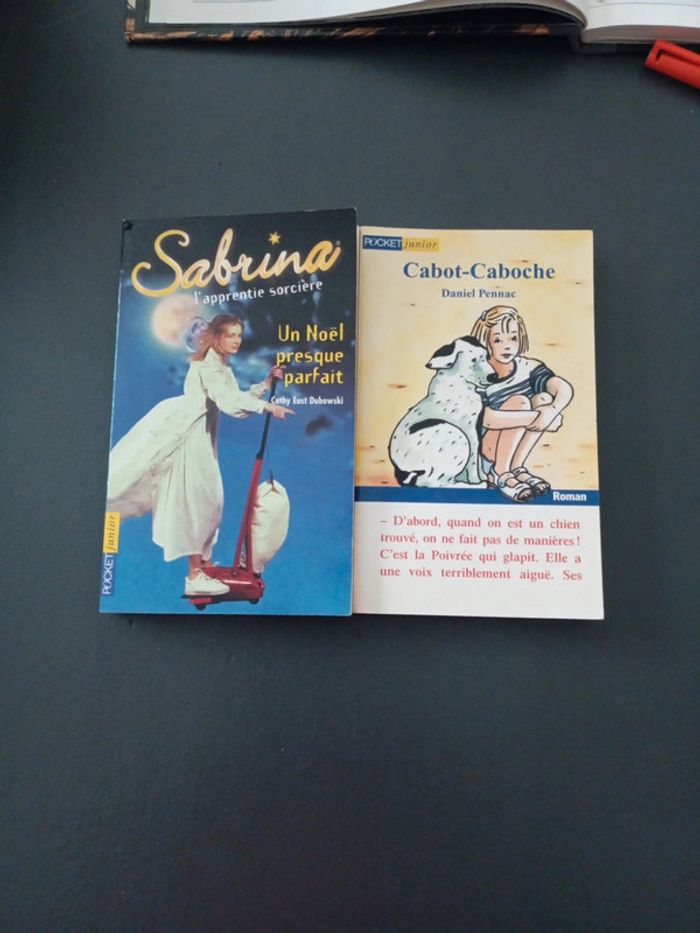 Sabrina
l'apprentie sorcière
Un Noël
presque
parfait
Cathy East Dubowski
POCKET junior
POCKET junior
Cabot-Caboche
Daniel Pennac
Roman
– D'abord, quand on est un chien
trouvé, on ne fait pas de manières !
C'est la Poivrée qui glapit. Elle a
une voix terriblement aiguë. Ses